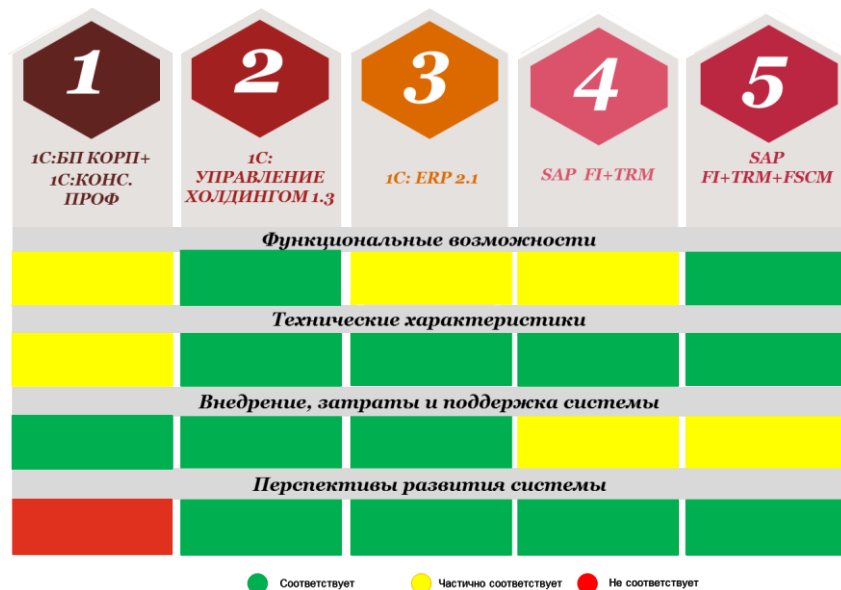 1
2
3
4
5
1С:БП КОРП+
1С:КОНС.
ПРОФ
1С:
УПРАВЛЕНИЕ
ХОЛДИНГОМ 1.3
1С: ERP 2.1
SAP FI+TRM
SAP
FI+TRM+FSCM
Функциональные возможности
Технические характеристики
Внедрение, затраты и поддержка системы
Перспективы развития системы
Соответствует
Частично соответствует
Не соответствует